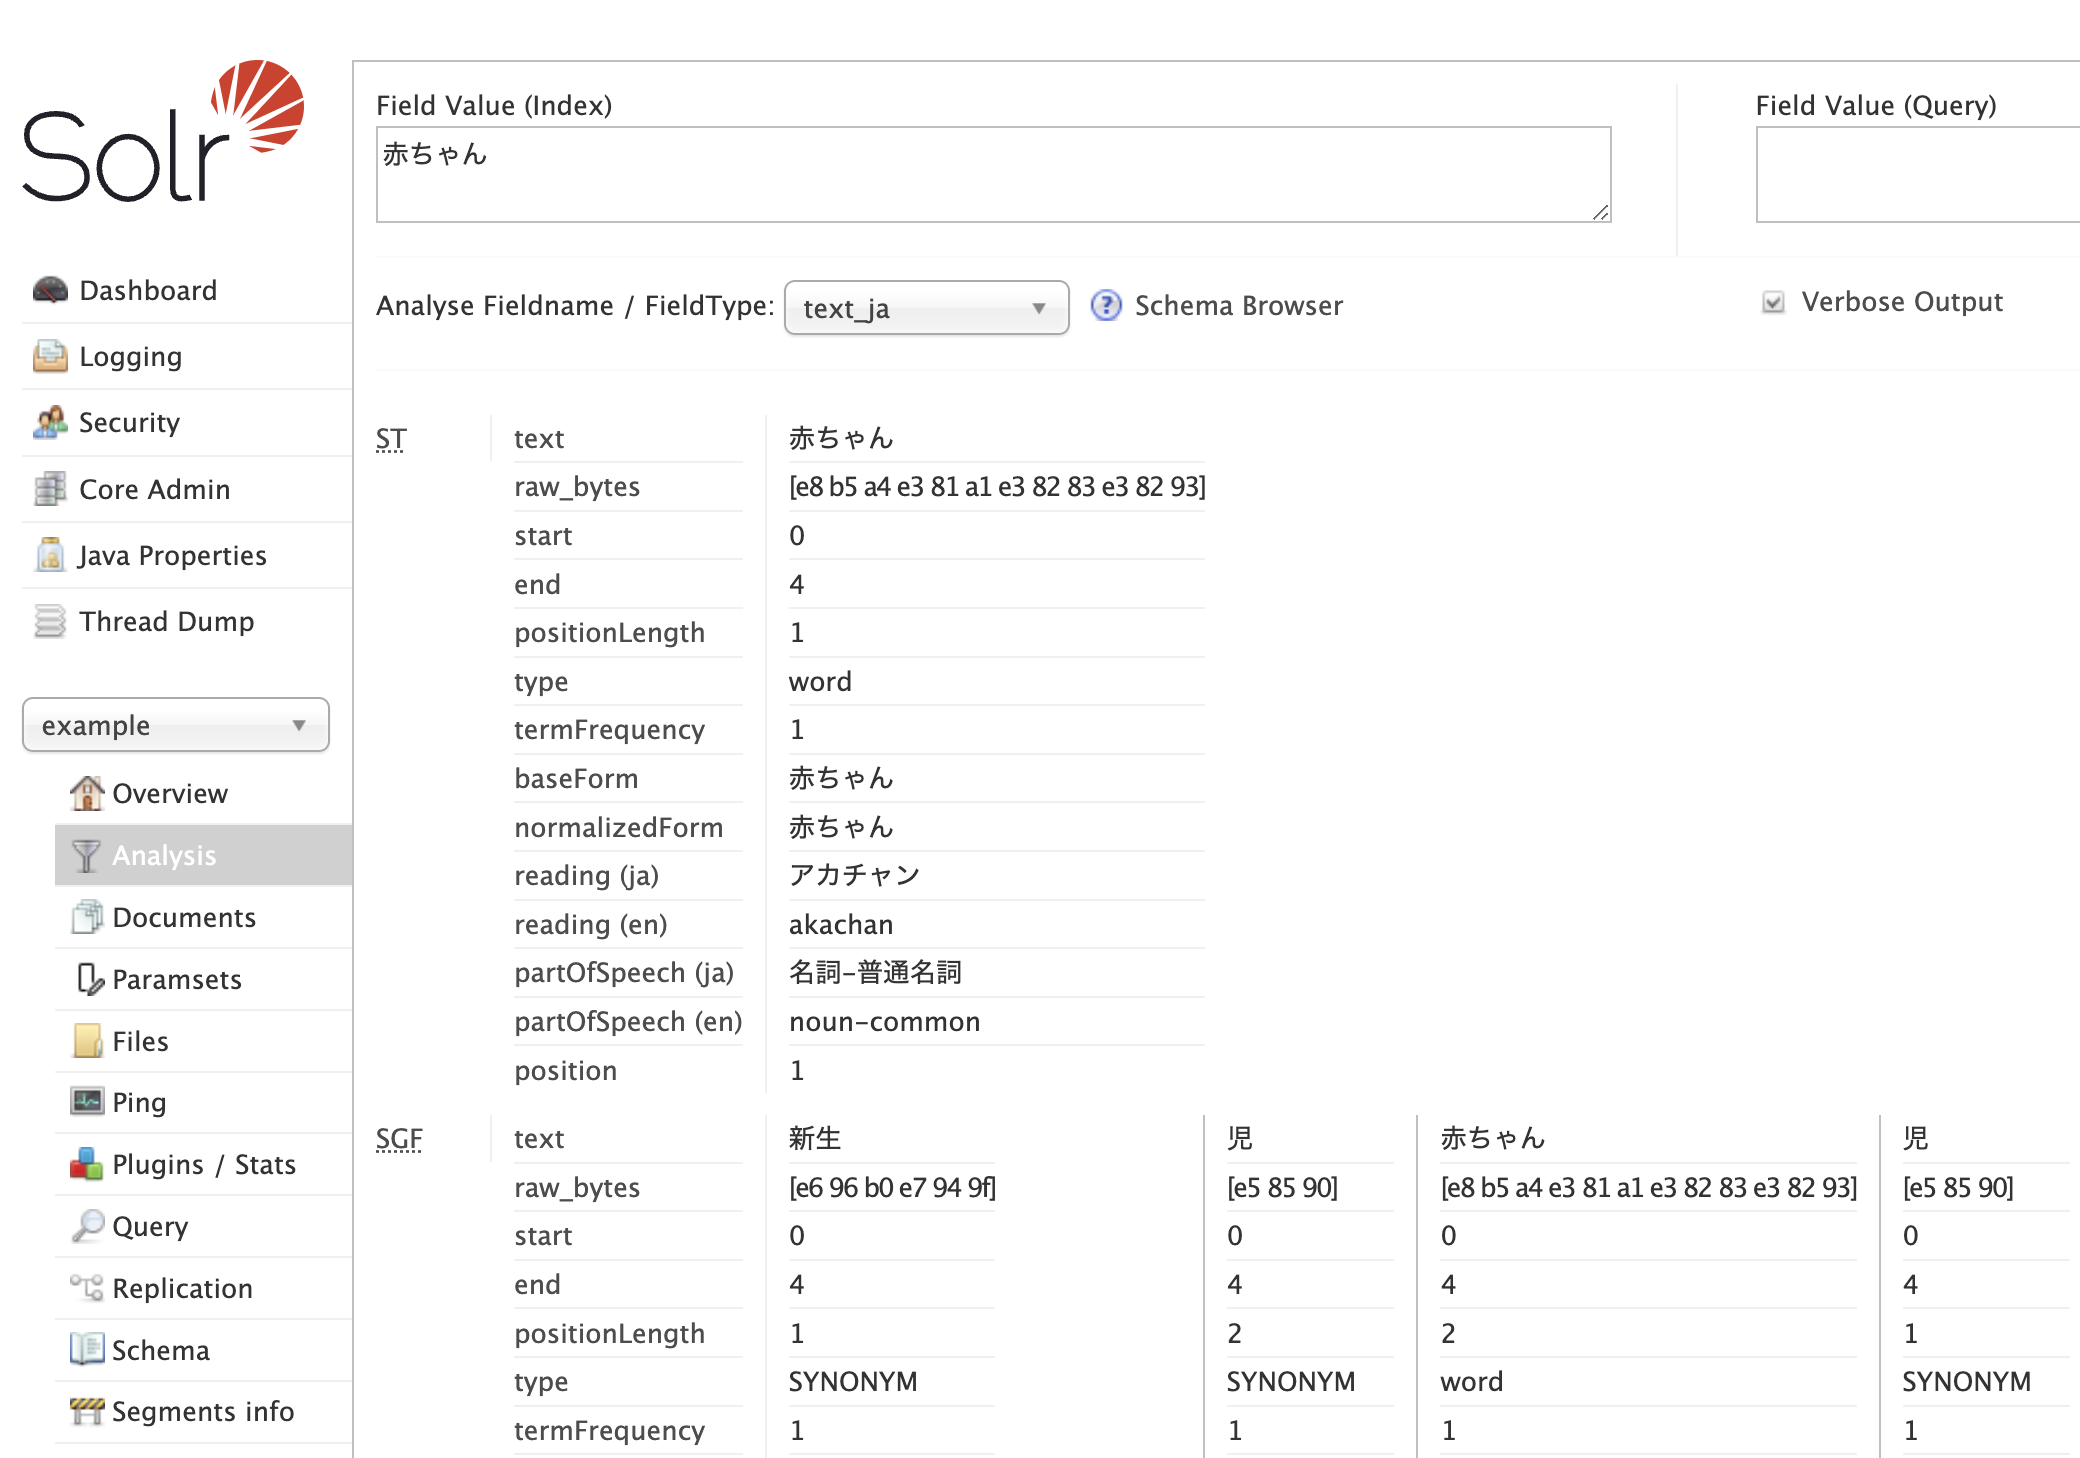 Solr
Dashboard
Logging
Security
Core Admin
Java Properties
Thread Dump
example
Overview
Analysis
Documents
Paramsets
Files
Ping
Plugins / Stats
Query
Replication
Schema
Segments info
Field Value (Index)
赤ちゃん
Field Value (Query)
Analyse Fieldname / FieldType: text_ja Schema Browser
Verbose Output
ST text 赤ちゃん
raw_bytes [e8 b5 a4 e3 81 a1 e3 82 83 e3 82 93]
start 0
end 4
positionLength 1
type word
termFrequency 1
baseForm 赤ちゃん
normalizedForm 赤ちゃん
reading (ja) アカチャン
reading (en) akachan
partOfSpeech (ja) 名詞-普通名詞
partOfSpeech (en) noun-common
position 1
SGF text 新生 児 赤ちゃん 児
raw_bytes [e6 96 b0 e7 94 9f] [e5 85 90] [e8 b5 a4 e3 81 a1 e3 82 83 e3 82 93] [e5 85 90]
start 0 0 0 0
end 4 4 4 4
positionLength 1 2 2 1
type SYNONYM SYNONYM word SYNONYM
termFrequency 1 1 1 1